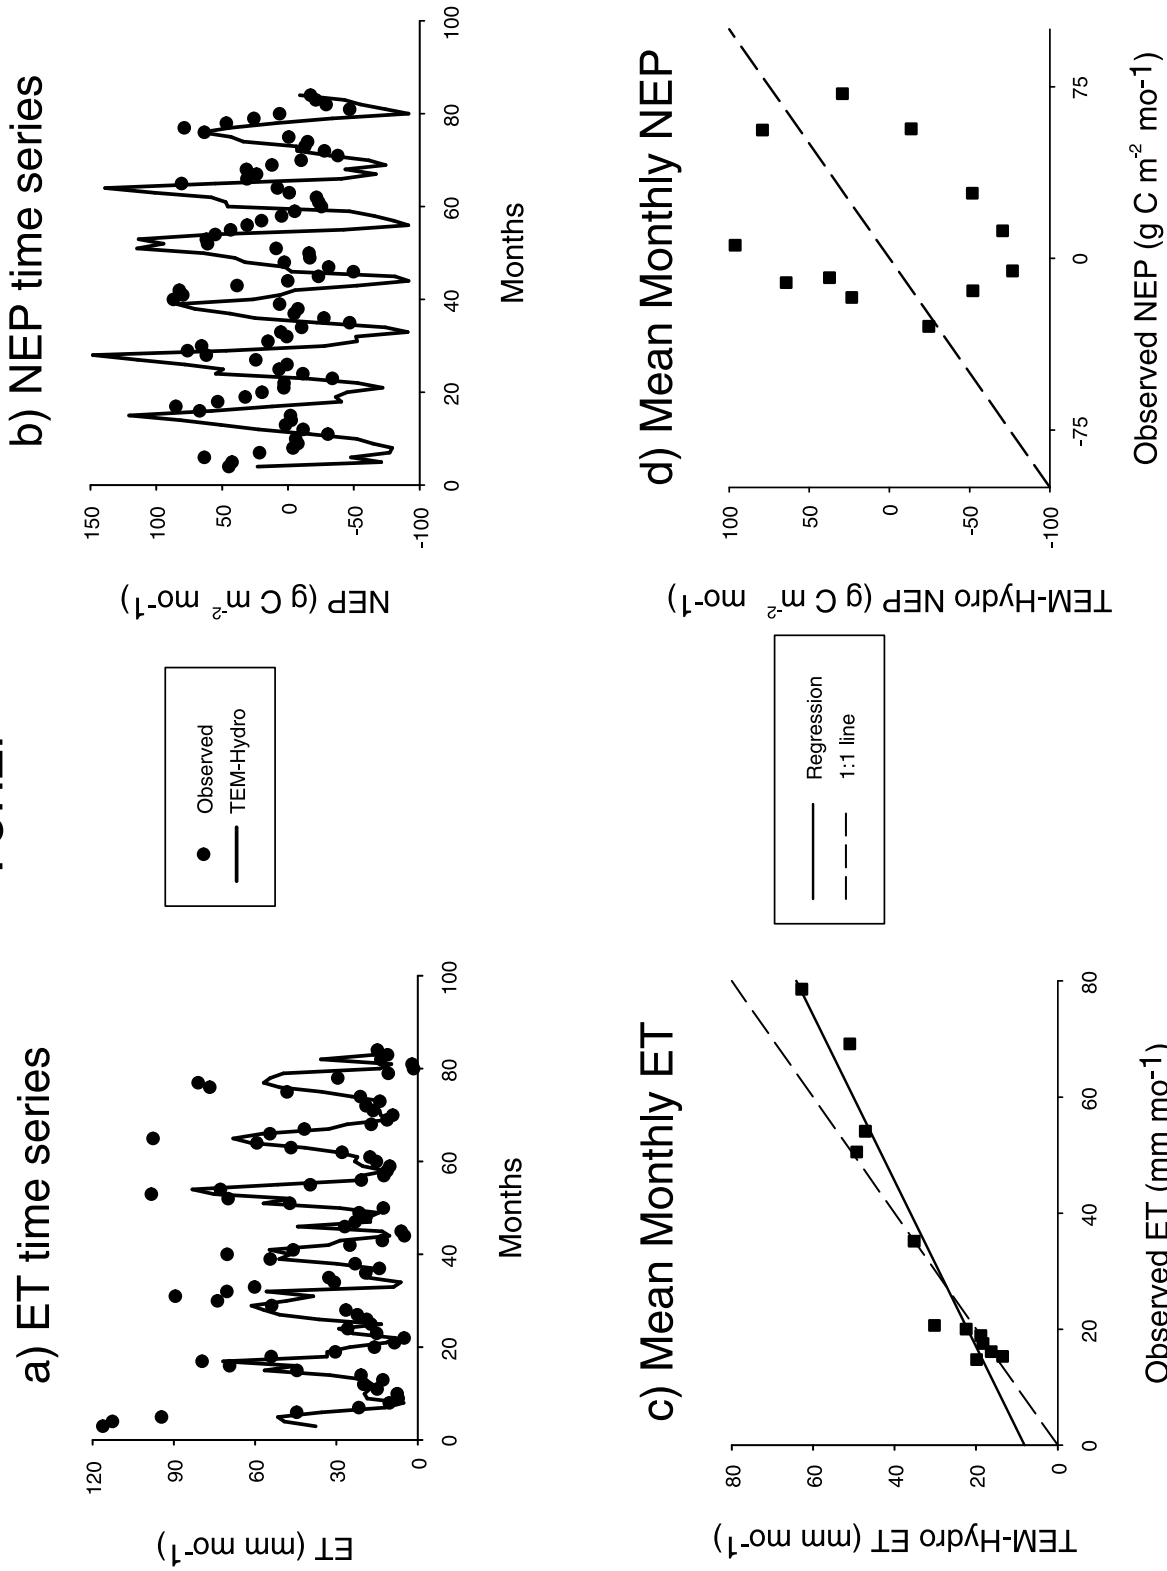 a) ET time series
ET (mm mo-1)
120
90
60
30
0
0
20
40
60
80
100
Months
Observed
TEM-Hydro
b) NEP time series
NEP (g C m-2 mo-1)
150
100
50
0
-50
-100
0
20
40
60
80
100
Months
c) Mean Monthly ET
TEM-Hydro ET (mm mo-1)
80
60
40
20
0
0
20
40
60
80
Observed ET (mm mo-1)
Regression
1:1 line
d) Mean Monthly NEP
TEM-Hydro NEP (g C m-2 mo-1)
100
50
0
-50
-100
-75
0
75
Observed NEP (g C m-2 mo-1)